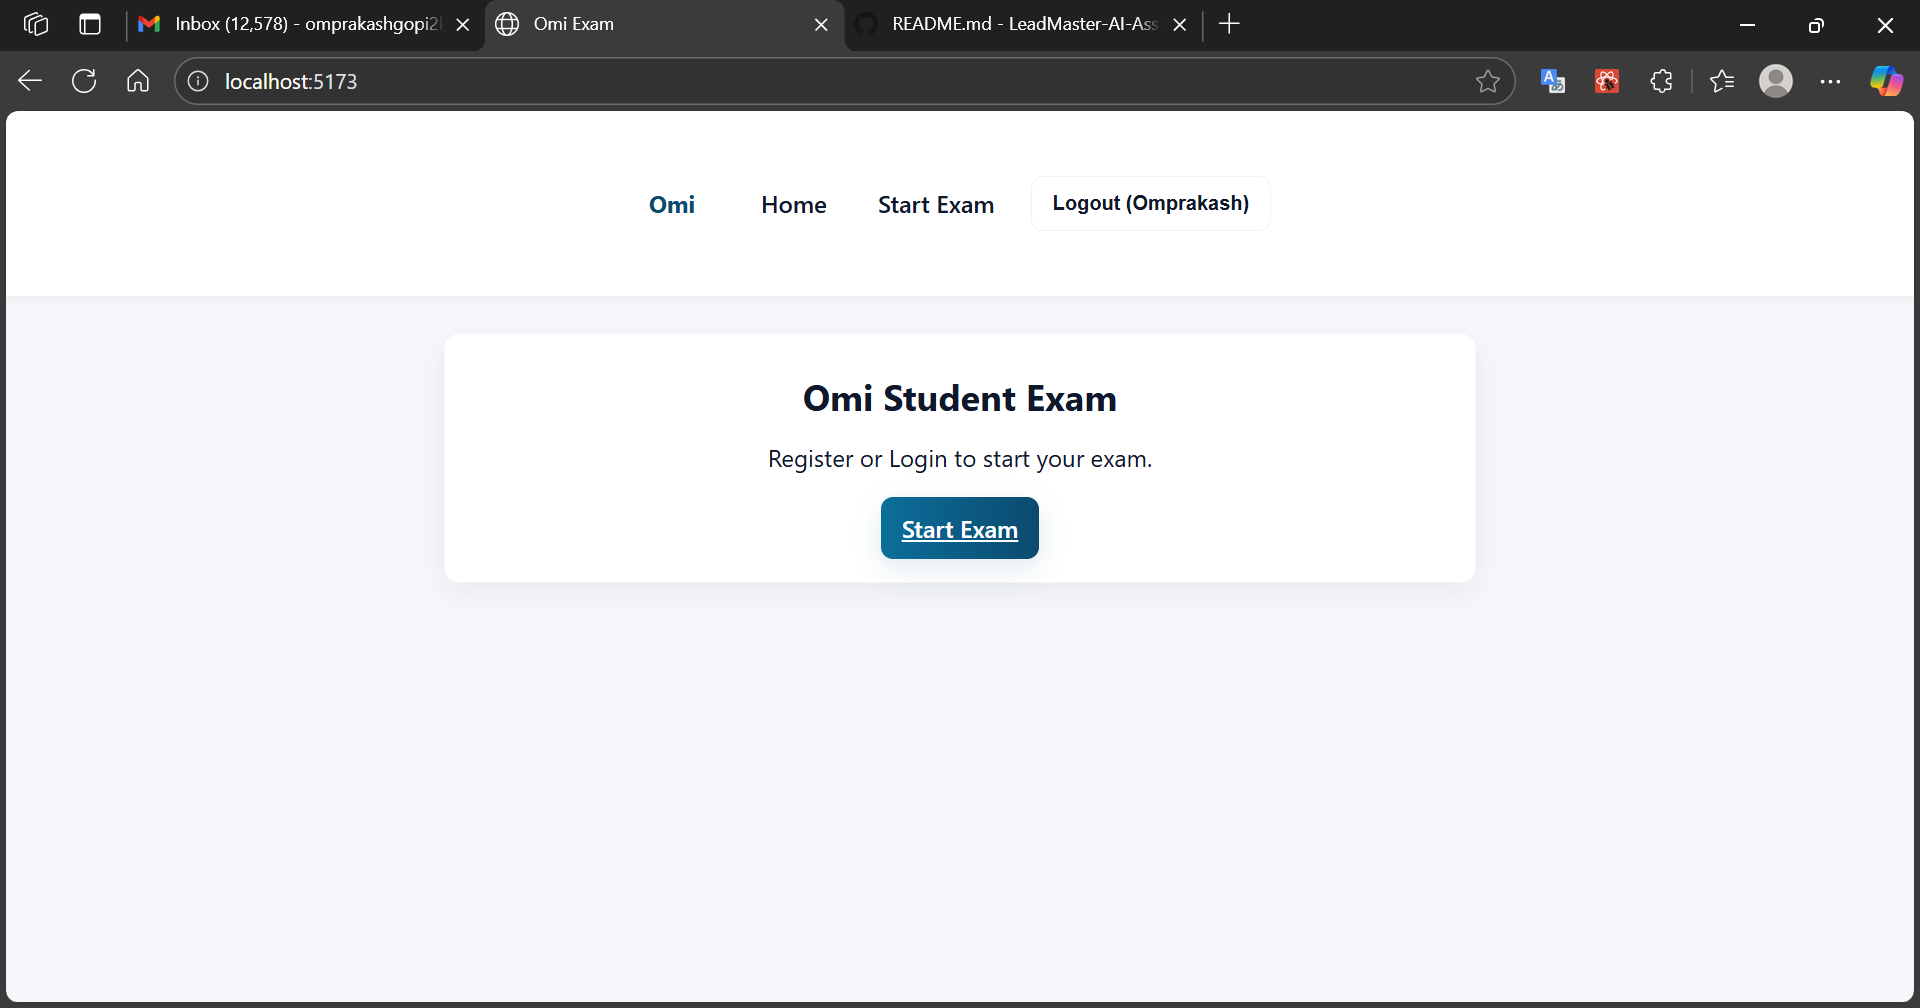 Inbox (12,578) - omprakashgopi2
Omi Exam
README.md - LeadMaster-AI-Ass
localhost:5173
Omi
Home
Start Exam
Logout (Omprakash)
Omi Student Exam
Register or Login to start your exam.
Start Exam